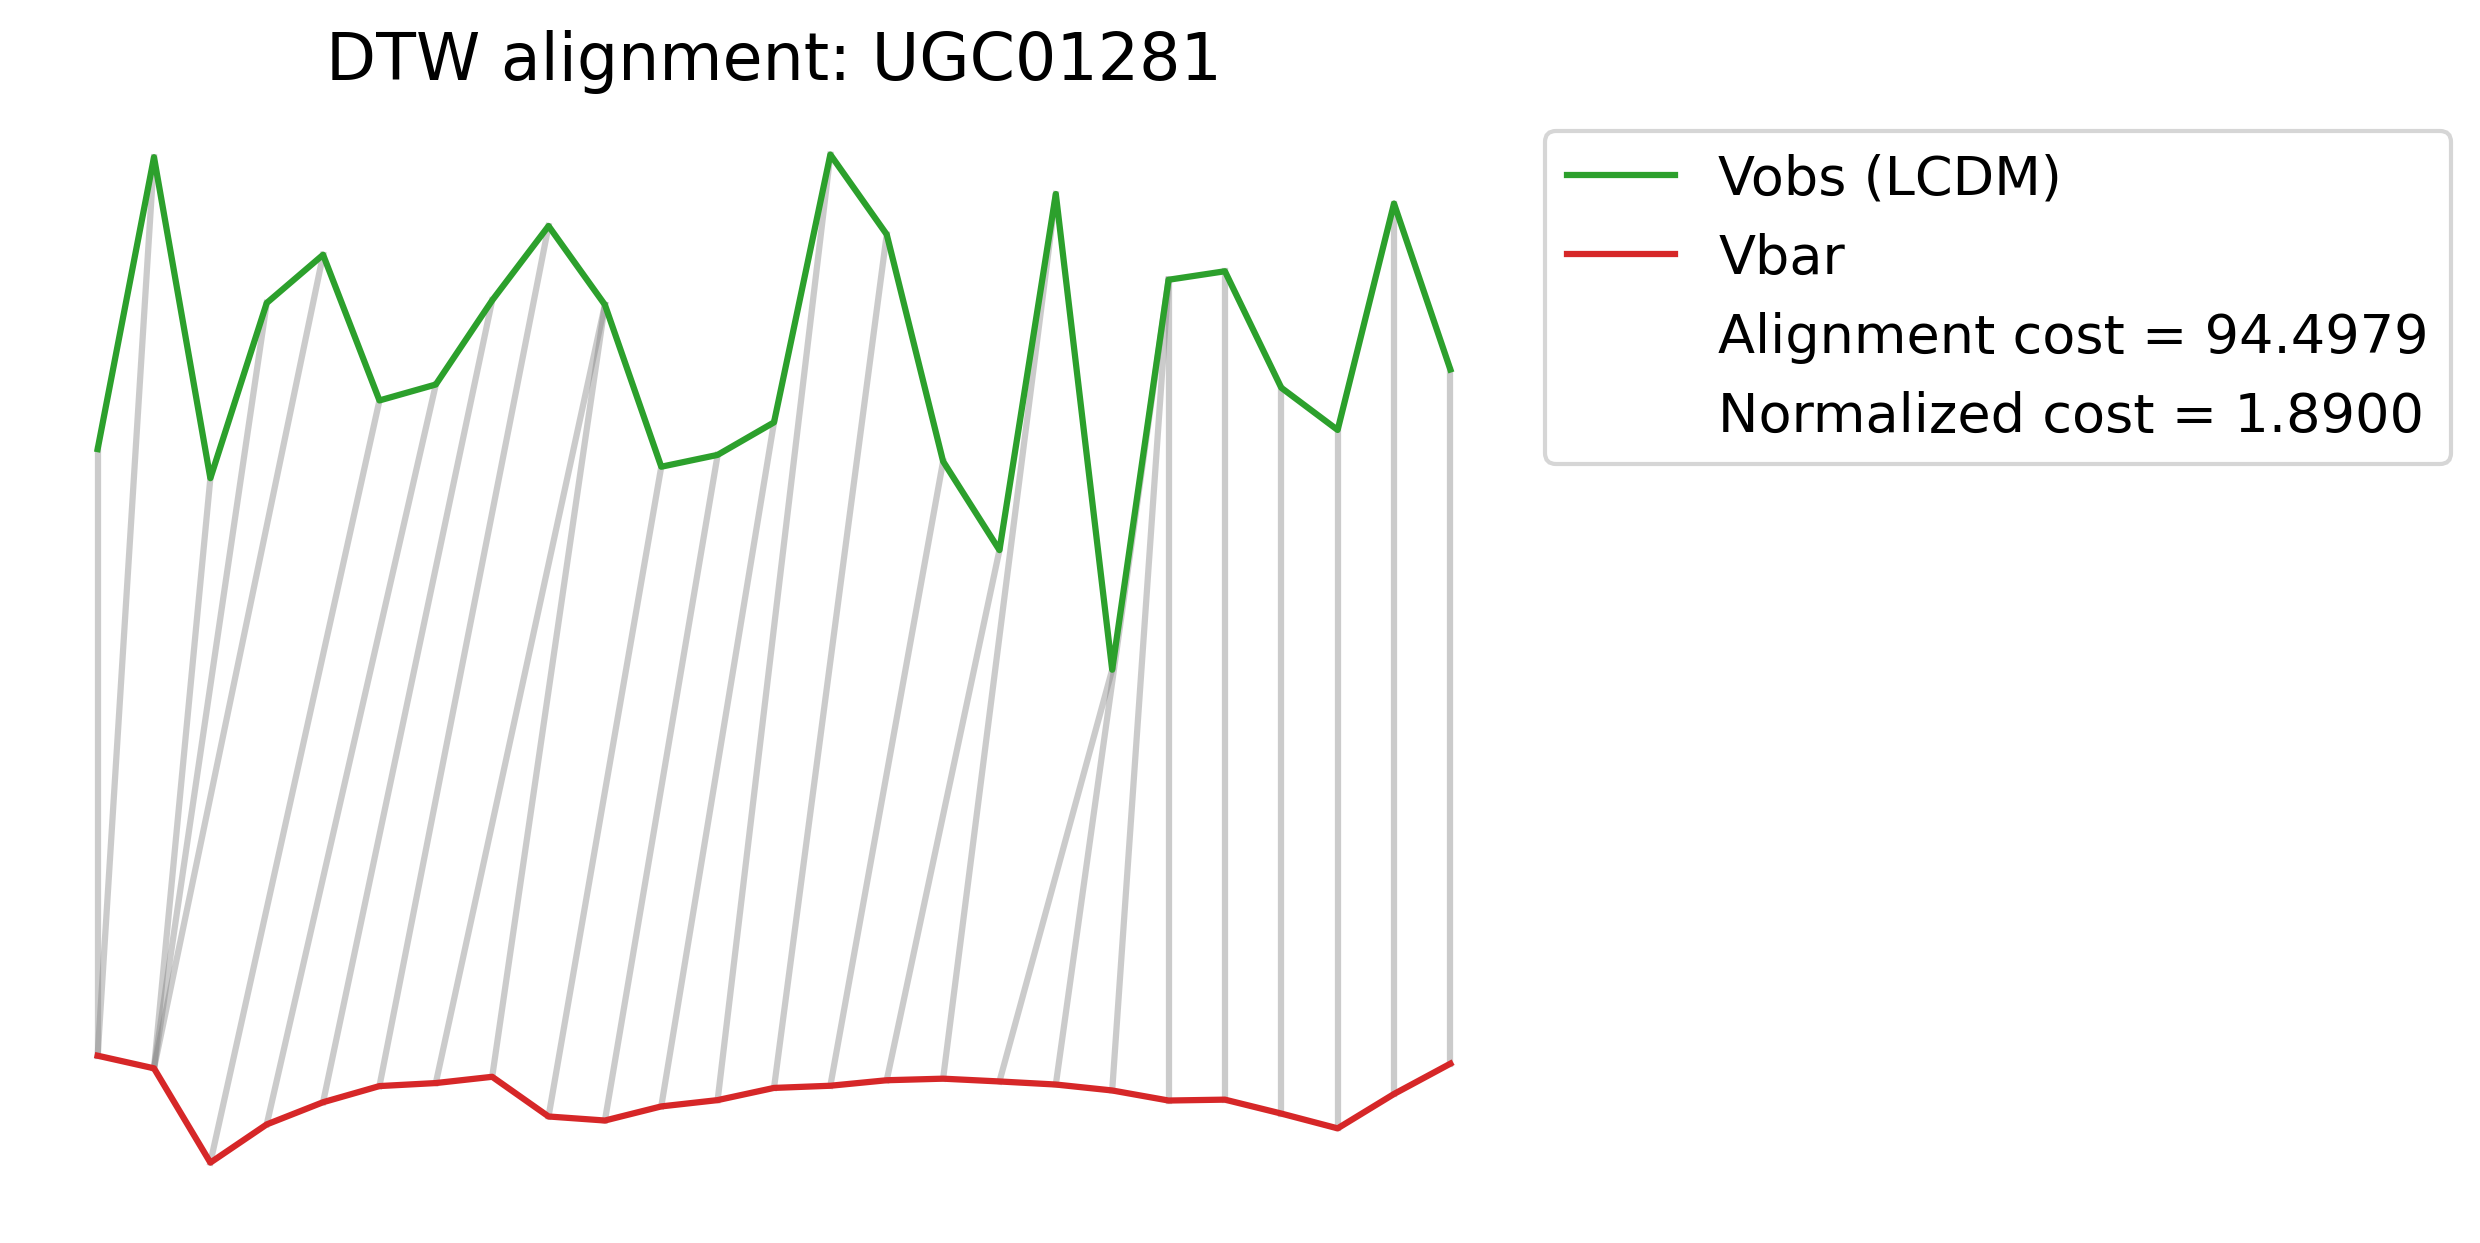 DTW alignment: UGC01281
Vobs (LCDM)
Vbar
Alignment cost = 94.4979
Normalized cost = 1.8900